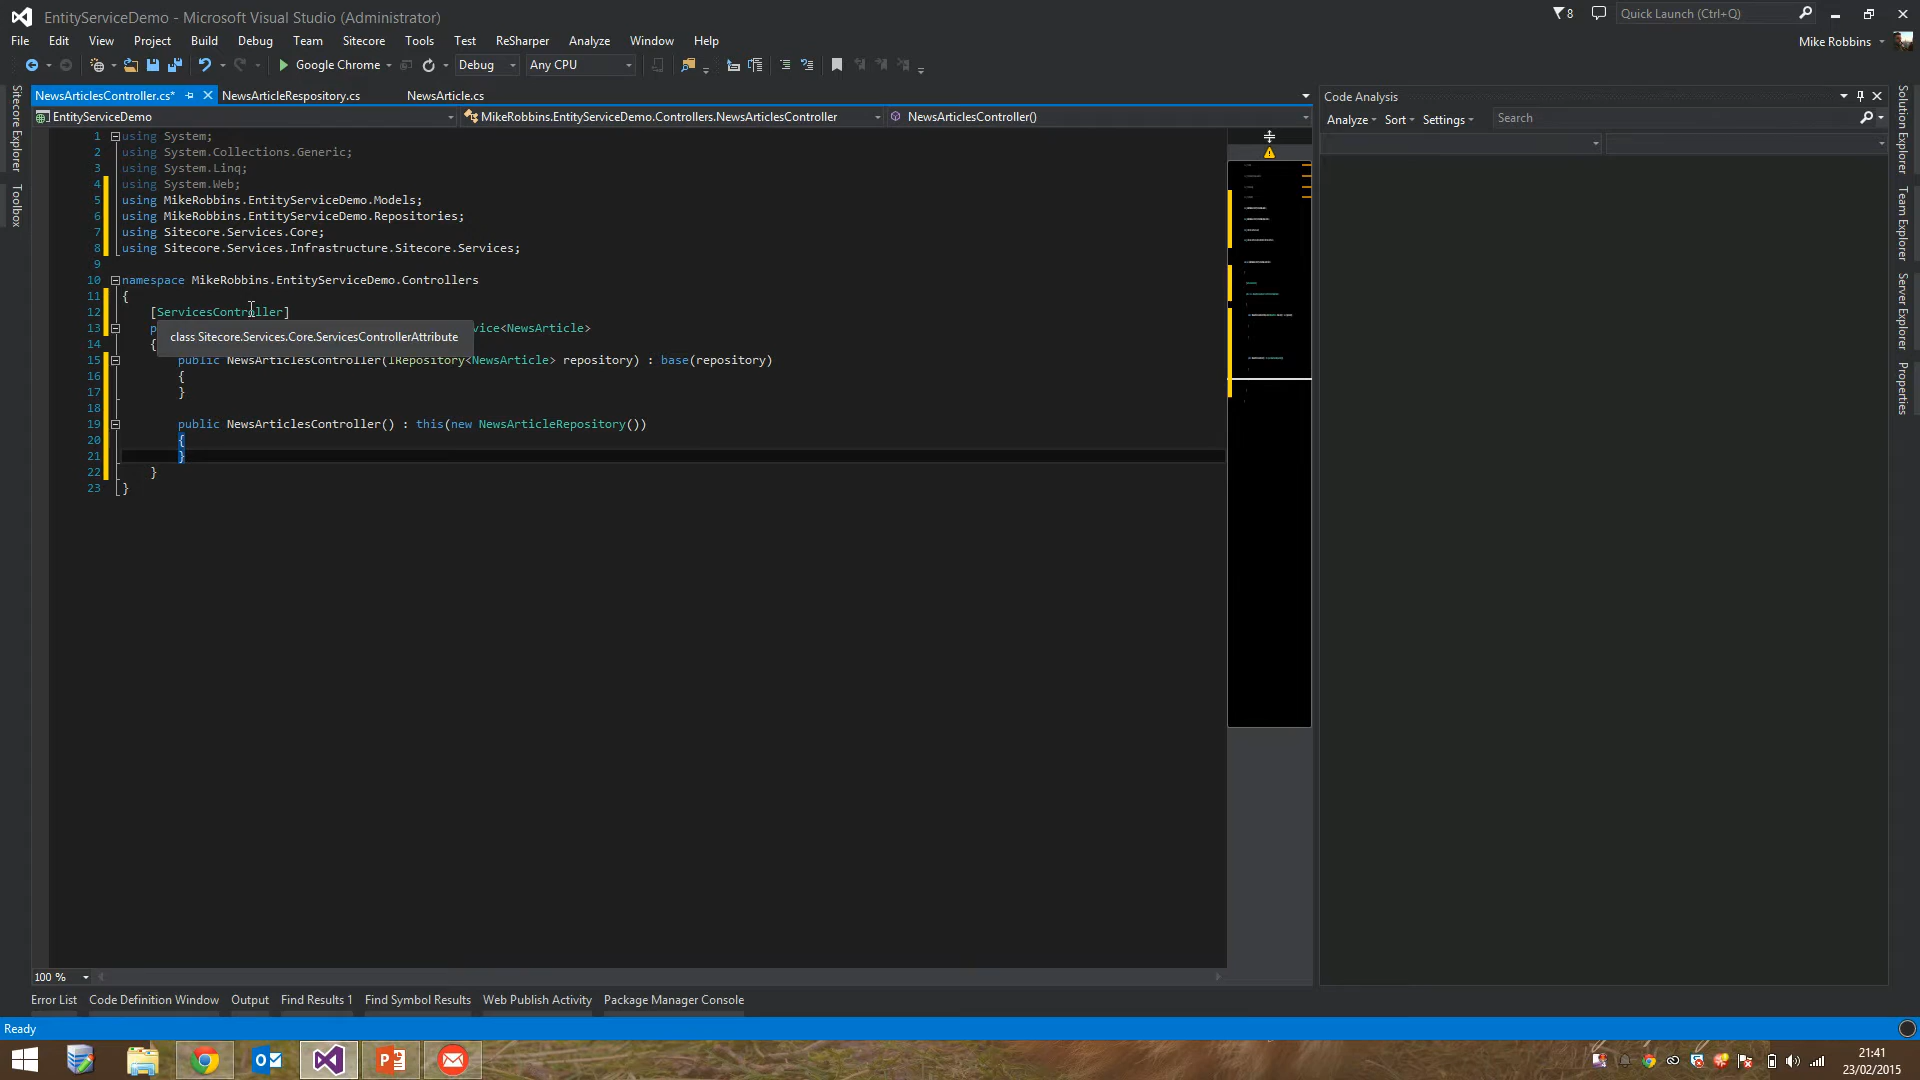 EntityServiceDemo - Microsoft Visual Studio (Administrator)
8
Quick Launch (Ctrl+Q)
File Edit View Project Build Debug Team Sitecore Tools Test ReSharper Analyze Window Help
Mike Robbins
Google Chrome Debug Any CPU
NewsArticlesController.cs* NewsArticleRespository.cs NewsArticle.cs
EntityServiceDemo MikeRobbins.EntityServiceDemo.Controllers.NewsArticlesController NewsArticlesController()
1 using System;
2 using System.Collections.Generic;
3 using System.Linq;
4 using System.Web;
5 using MikeRobbins.EntityServiceDemo.Models;
6 using MikeRobbins.EntityServiceDemo.Repositories;
7 using Sitecore.Services.Core;
8 using Sitecore.Services.Infrastructure.Sitecore.Services;
9
10 namespace MikeRobbins.EntityServiceDemo.Controllers
11 {
12 [ServicesController]
13 p vice<NewsArticle>
class Sitecore.Services.Core.ServicesControllerAttribute
14 {
15 public NewsArticlesController(IRepository<NewsArticle> repository) : base(repository)
16 {
17 }
18
19 public NewsArticlesController() : this(new NewsArticleRepository())
20 {
21 }
22 }
23 }
100 %
Code Analysis
Analyze Sort Settings Search
Sitecore Explorer
Toolbox
Solution Explorer
Team Explorer
Server Explorer
Properties
Error List Code Definition Window Output Find Results 1 Find Symbol Results Web Publish Activity Package Manager Console
Ready
21:41
23/02/2015